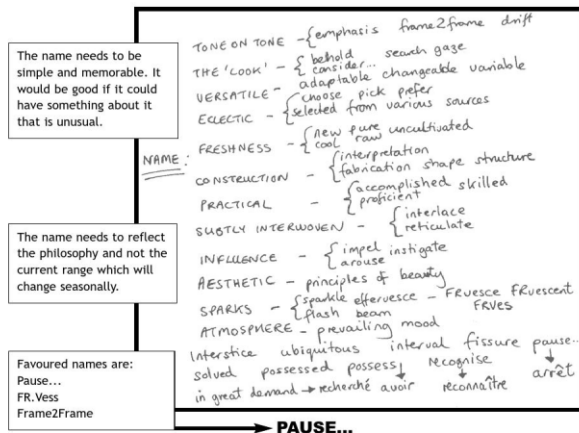 The name needs to be
simple and memorable. It
would be good if it could
have something about it
that is unusual.
The name needs to reflect
the philosophy and not the
current range which will
change seasonally.
Favoured names are:
Pause...
FR.Vess
Frame2Frame
NAME:
TONE ON TONE - {emphasis frame2frame drift
THE 'LOOK' - {behold search gaze
consider...
VERSATILE - adaptable changeable variable
ECLECTIC - {choose pick prefer
selected from various sources
FRESHNESS - {new pure uncultivated
cool raw
CONSTRUCTION - {interpretation
fabrication shape structure
PRACTICAL - {accomplished skilled
proficient
SUBTLY INTERWOVEN - {interlace
reticulate
INFLUENCE - {impel instigate
arouse
AESTHETIC - principles of beauty
SPARKS - {sparkle effervesce - FRVESCE FRVESCENT
flash beam FRVES
ATMOSPHERE - prevailing mood
Interstice ubiquitous interval fissure pause...
solved possessed possess recognise
in great demand → recherché avoir reconnaître arrêt
PAUSE...